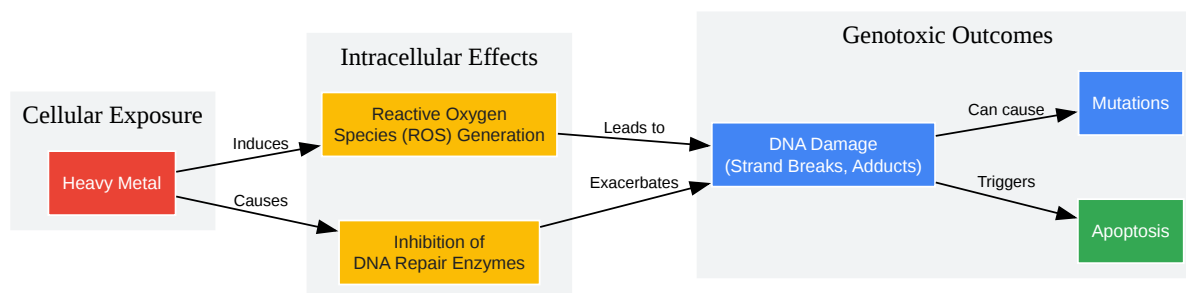 Cellular Exposure
Heavy Metal
Induces
Causes
Intracellular Effects
Reactive Oxygen
Species (ROS) Generation
Inhibition of
DNA Repair Enzymes
Leads to
Exacerbates
Genotoxic Outcomes
DNA Damage
(Strand Breaks, Adducts)
Can cause
Triggers
Mutations
Apoptosis